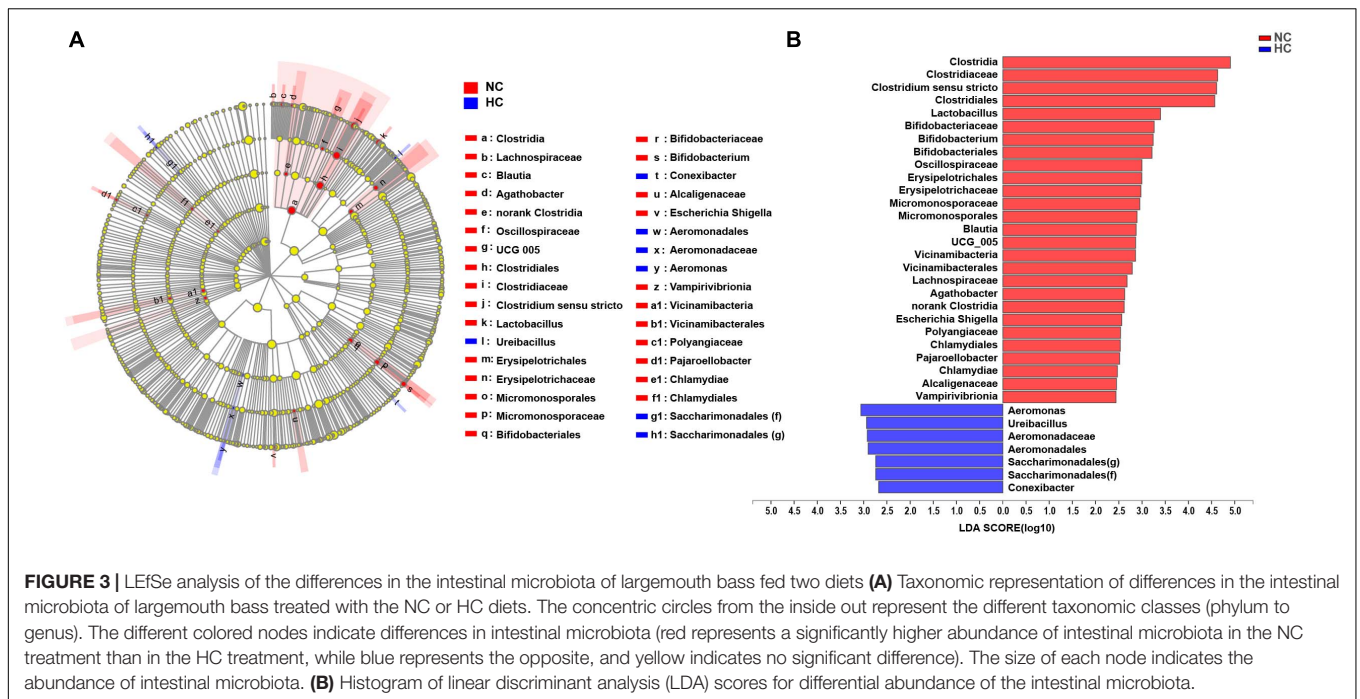 A
NC
HC
a : Clostridia
b : Lachnospiraceae
c : Blautia
d : Agathobacter
e : norank Clostridia
f : Oscillospiraceae
g : UCG 005
h : Clostridiales
i : Clostridiaceae
j : Clostridium sensu stricto
k : Lactobacillus
l : Ureibacillus
m : Erysipelotrichales
n : Erysipelotrichaceae
o : Micromonosporales
p : Micromonosporaceae
q : Bifidobacteriales
r : Bifidobacteriaceae
s : Bifidobacterium
t : Conexibacter
u : Alcaligenaceae
v : Escherichia Shigella
w : Aeromonadales
x : Aeromonadaceae
y : Aeromonas
z : Vampirivibrionia
a1 : Vicinamibacteria
b1 : Vicinamibacterales
c1 : Polyangiaceae
d1 : Pajaroellobacter
e1 : Chlamydiae
f1 : Chlamydiales
g1 : Saccharimonadales (f)
h1 : Saccharimonadales (g)
b
c
d
g
j
k
f
i
l
e
h
n
a
m
h1
g1
d1
c1
f1
e1
b1
a1
z
q
p
s
t
w
x
y
u
v
B
NC
HC
Clostridia
Clostridiaceae
Clostridium sensu stricto
Clostridiales
Lactobacillus
Bifidobacteriaceae
Bifidobacterium
Bifidobacteriales
Oscillospiraceae
Erysipelotrichales
Erysipelotrichaceae
Micromonosporaceae
Micromonosporales
Blautia
UCG_005
Vicinamibacteria
Vicinamibacterales
Lachnospiraceae
Agathobacter
norank Clostridia
Escherichia Shigella
Polyangiaceae
Chlamydiales
Pajaroellobacter
Chlamydiae
Alcaligenaceae
Vampirivibrionia
Aeromonas
Ureibacillus
Aeromonadaceae
Aeromonadales
Saccharimonadales(g)
Saccharimonadales(f)
Conexibacter
5.0 4.5 4.0 3.5 3.0 2.5 2.0 1.5 1.0 0.5 0.0 0.5 1.0 1.5 2.0 2.5 3.0 3.5 4.0 4.5 5.0
LDA SCORE(log10)
FIGURE 3 | LEfSe analysis of the differences in the intestinal microbiota of largemouth bass fed two diets (A) Taxonomic representation of differences in the intestinal
microbiota of largemouth bass treated with the NC or HC diets. The concentric circles from the inside out represent the different taxonomic classes (phylum to
genus). The different colored nodes indicate differences in intestinal microbiota (red represents a significantly higher abundance of intestinal microbiota in the NC
treatment than in the HC treatment, while blue represents the opposite, and yellow indicates no significant difference). The size of each node indicates the
abundance of intestinal microbiota. (B) Histogram of linear discriminant analysis (LDA) scores for differential abundance of the intestinal microbiota.